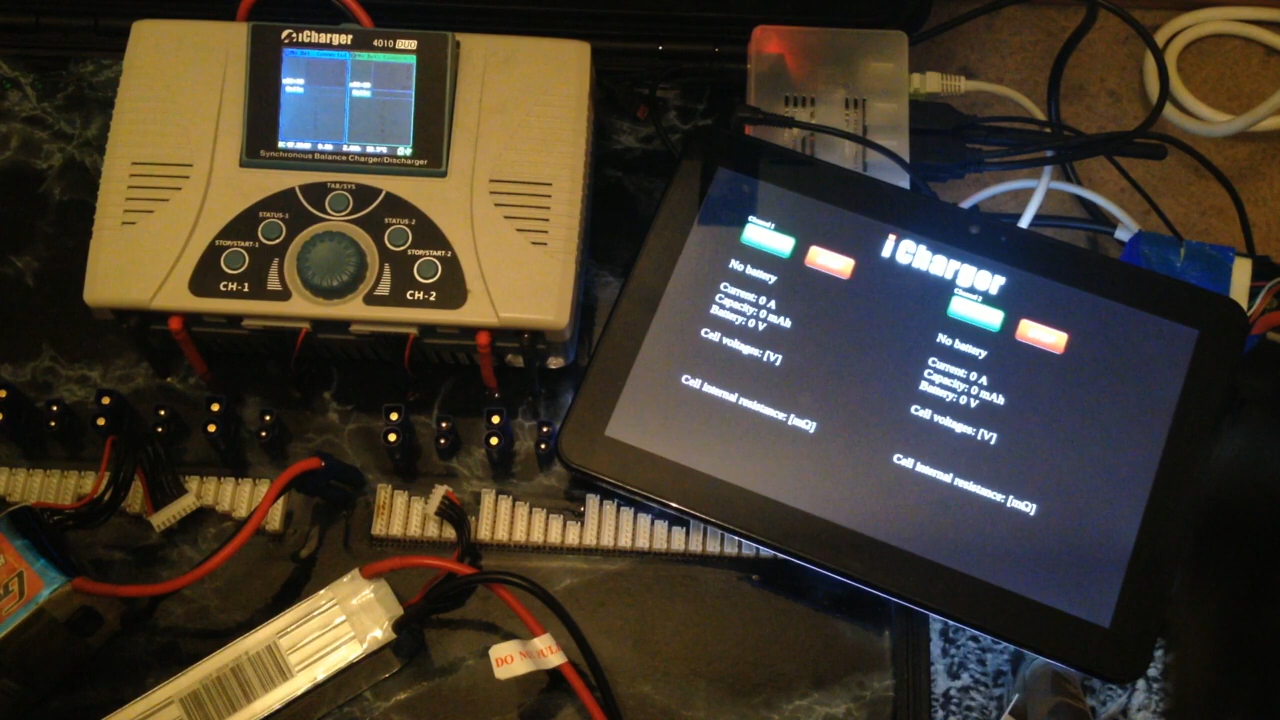 iCharger
4010 DUO
Synchronous Balance Charger/Discharger
TAB/SYS
STATUS-1
STATUS-2
STOP/START-1
STOP/START-2
CH-1
CH-2
iCharger
Channel 1
No battery
Current: 0 A
Capacity: 0 mAh
Battery: 0 V
Cell voltages: [V]
Cell internal resistance: [mΩ]
Channel 2
No battery
Current: 0 A
Capacity: 0 mAh
Battery: 0 V
Cell voltages: [V]
Cell internal resistance: [mΩ]
DO